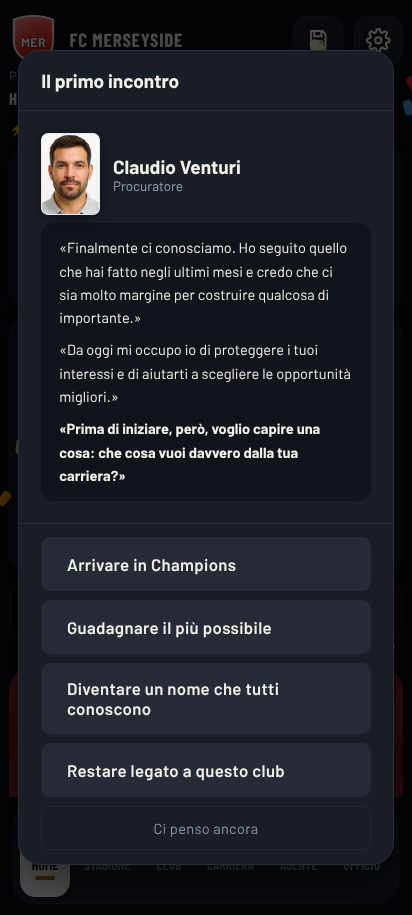 MER
FC MERSEYSIDE
Il primo incontro
Claudio Venturi
Procuratore
«Finalmente ci conosciamo. Ho seguito quello
che hai fatto negli ultimi mesi e credo che ci
sia molto margine per costruire qualcosa di
importante.»
«Da oggi mi occupo io di proteggere i tuoi
interessi e di aiutarti a scegliere le opportunità
migliori.»
«Prima di iniziare, però, voglio capire una
cosa: che cosa vuoi davvero dalla tua
carriera?»
Arrivare in Champions
Guadagnare il più possibile
Diventare un nome che tutti
conoscono
Restare legato a questo club
Ci penso ancora
HOME STAGIONE CLUB CARRIERA AGENTE UFFICIO